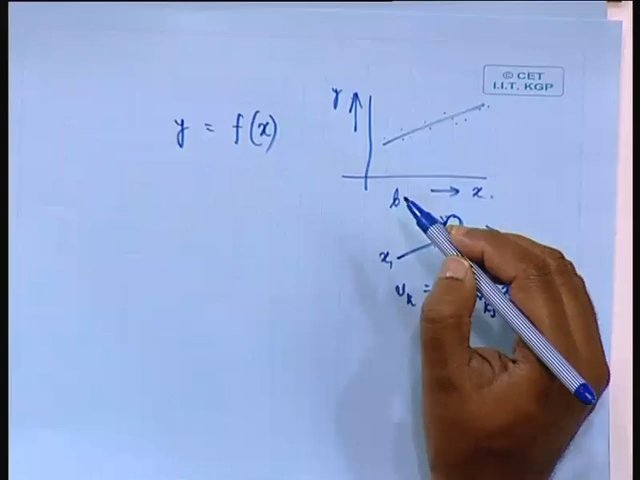 © CET
I.I.T. KGP
y = f(x)
y
x
x₁
v_k =